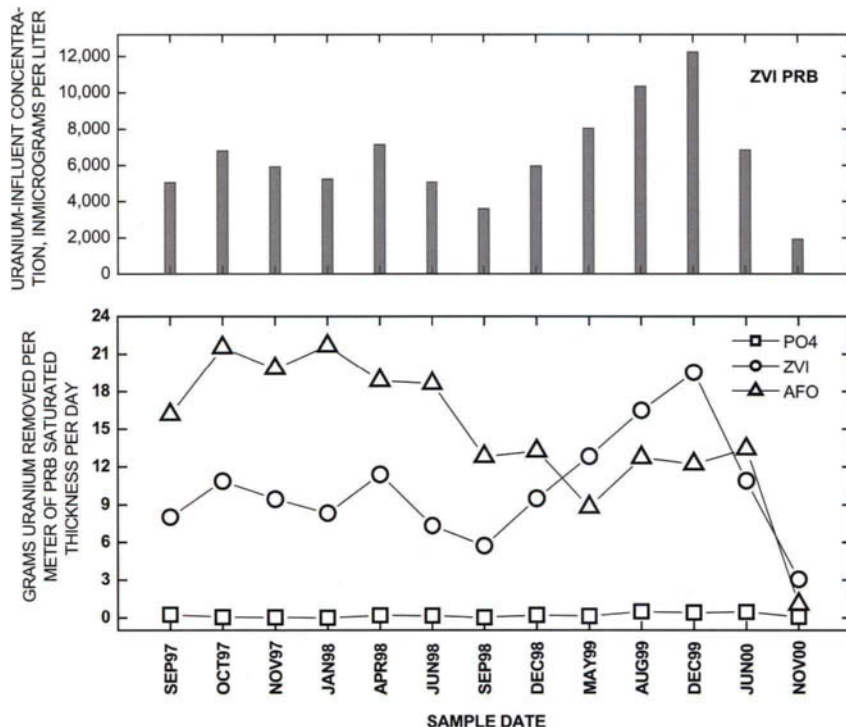 URANIUM-INFLUENT CONCENTRA-
TION, INMICROGRAMS PER LITER
12,000
10,000
8,000
6,000
4,000
2,000
0
ZVI PRB
GRAMS URANIUM REMOVED PER
METER OF PRB SATURATED
THICKNESS PER DAY
24
21
18
15
12
9
6
3
0
PO4
ZVI
AFO
SEP97
OCT97
NOV97
JAN98
APR98
JUN98
SEP98
DEC98
MAY99
AUG99
DEC99
JUN00
NOV00
SAMPLE DATE